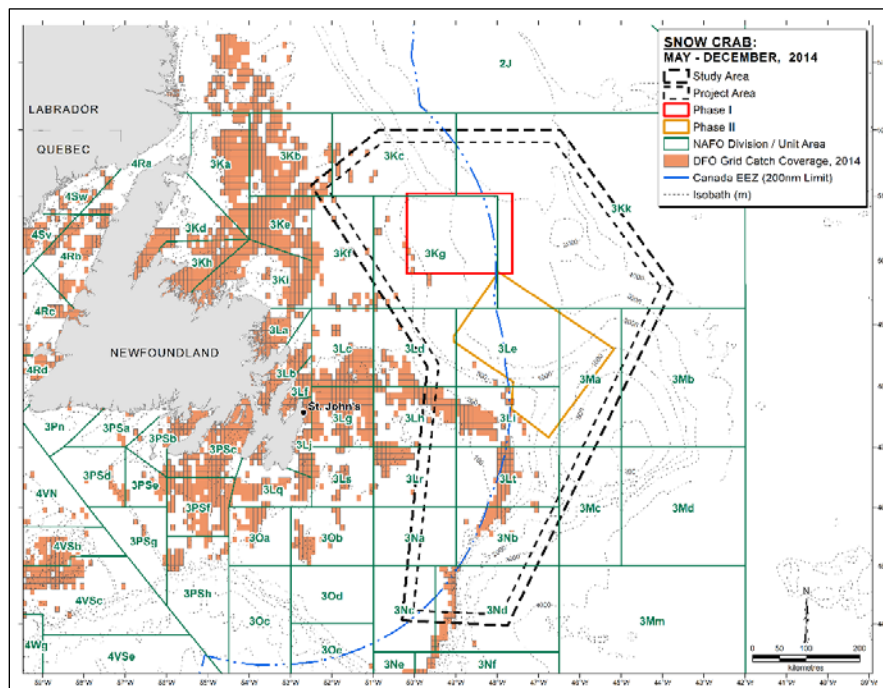 SNOW CRAB:
MAY - DECEMBER, 2014
Study Area
Project Area
Phase I
Phase II
NAFO Division / Unit Area
DFO Grid Catch Coverage, 2014
Canada EEZ (200nm Limit)
Isobath (m)
2J
LABRADOR
QUEBEC
4Ra
3Ka
3Kb
3Kc
3Kk
4Sw
4Sv
3Kd
3Ke
4Rb
3Kh
3Kf
3Kg
3Ki
4Rc
3La
NEWFOUNDLAND
3Lc
3Ld
3Le
4Rd
3Lb
3Ma
3Mb
3Lf
St. John's
3Lg
3Lh
3Li
3Pn
3PSa
3PSb
3PSc
3Lj
3PSd
3PSe
3Lq
3Ls
3Lr
3Lt
4VN
3PSf
3Mc
3Md
3PSg
3Oa
3Ob
3Na
3Nb
4VSb
4VSc
3PSh
3Oc
3Od
3Nc
3Nd
3Mm
4Wg
4VSe
3Oe
3Ne
3Nf
N
0
50
100
200
kilometres